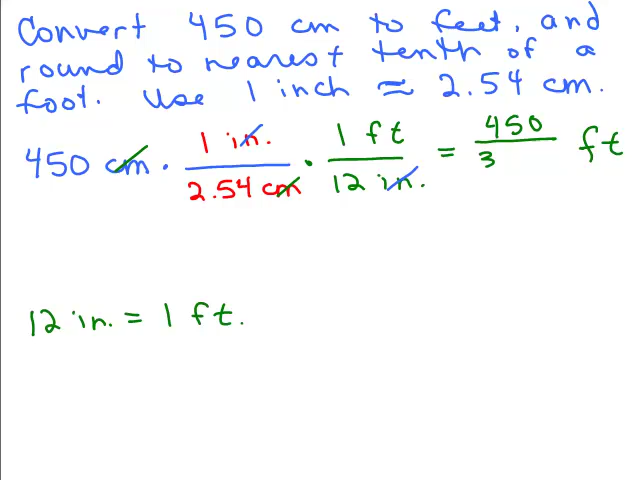 Convert 450 cm to feet, and
round to nearest tenth of a
foot. Use 1 inch ≈ 2.54 cm.
450 cm · 1 in. / 2.54 cm · 1 ft / 12 in. = 450 / 3 ft
12 in. = 1 ft.